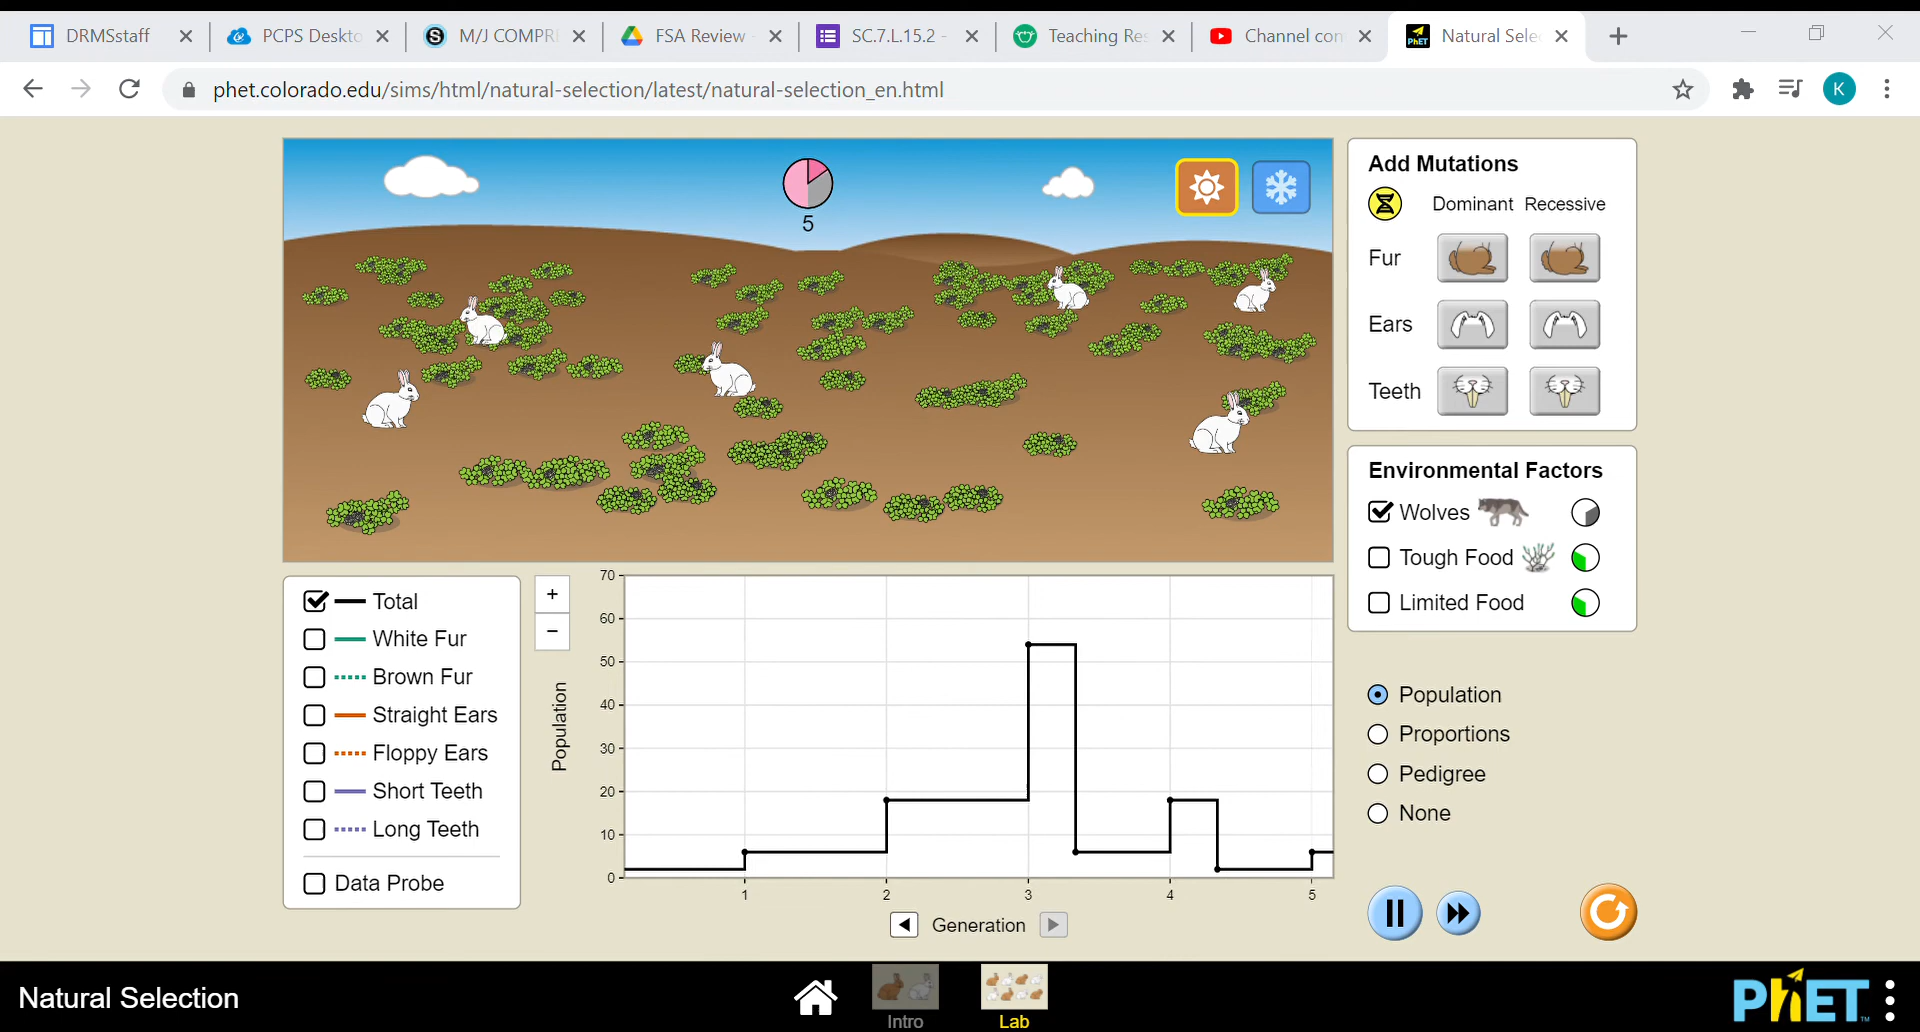 DRMSstaff
PCPS Deskto
M/J COMPR
FSA Review -
SC.7.L.15.2 -
Teaching Res
Channel con
Natural Selec
phet.colorado.edu/sims/html/natural-selection/latest/natural-selection_en.html
K
5
Add Mutations
Dominant Recessive
Fur
Ears
Teeth
Environmental Factors
Wolves
Tough Food
Limited Food
Total
White Fur
Brown Fur
Straight Ears
Floppy Ears
Short Teeth
Long Teeth
Data Probe
+
−
Population
70
60
50
40
30
20
10
0
1 2 3 4 5
Generation
Population
Proportions
Pedigree
None
Natural Selection
Intro
Lab
PhET